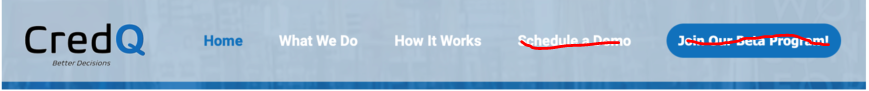 CredQ
Better Decisions
Home
What We Do
How It Works
Schedule a Demo
Join Our Beta Program!